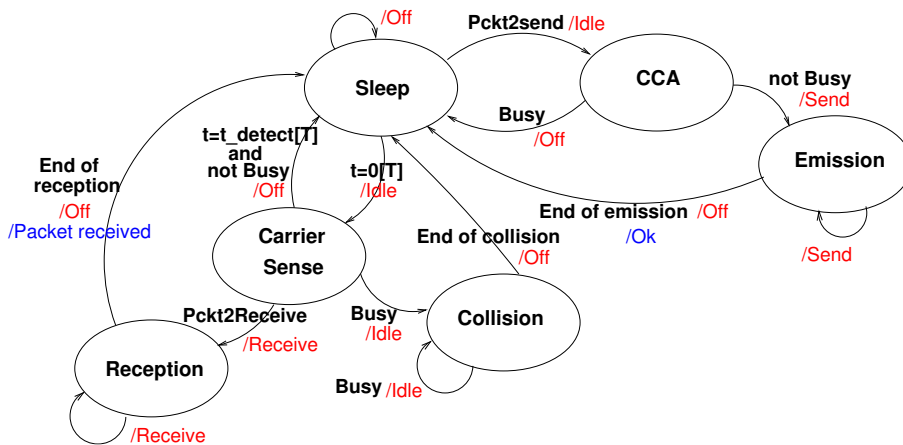 /Off
Pckt2send /Idle
Sleep
CCA
not Busy
/Send
Busy
/Off
t=t_detect[T]
and
not Busy
/Off
t=0[T]
/Idle
Emission
End of
reception
/Off
/Packet received
End of emission /Off
/Ok
/Send
Carrier
Sense
End of collision
/Off
Pckt2Receive
/Receive
Busy
/Idle
Collision
Reception
Busy /Idle
/Receive